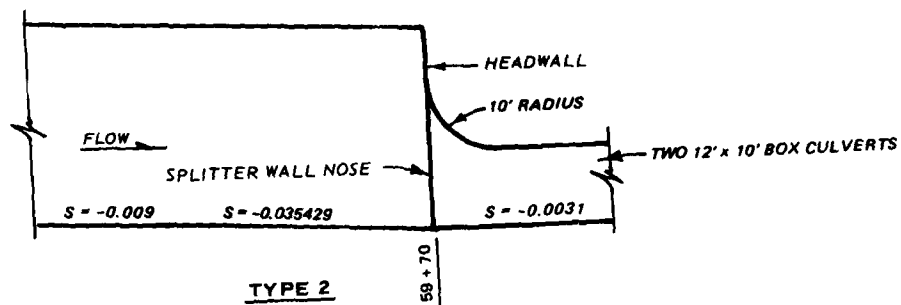 HEADWALL
10' RADIUS
FLOW
TWO 12' x 10' BOX CULVERTS
SPLITTER WALL NOSE
S = -0.009
S = -0.035429
S = -0.0031
59 + 70
TYPE 2